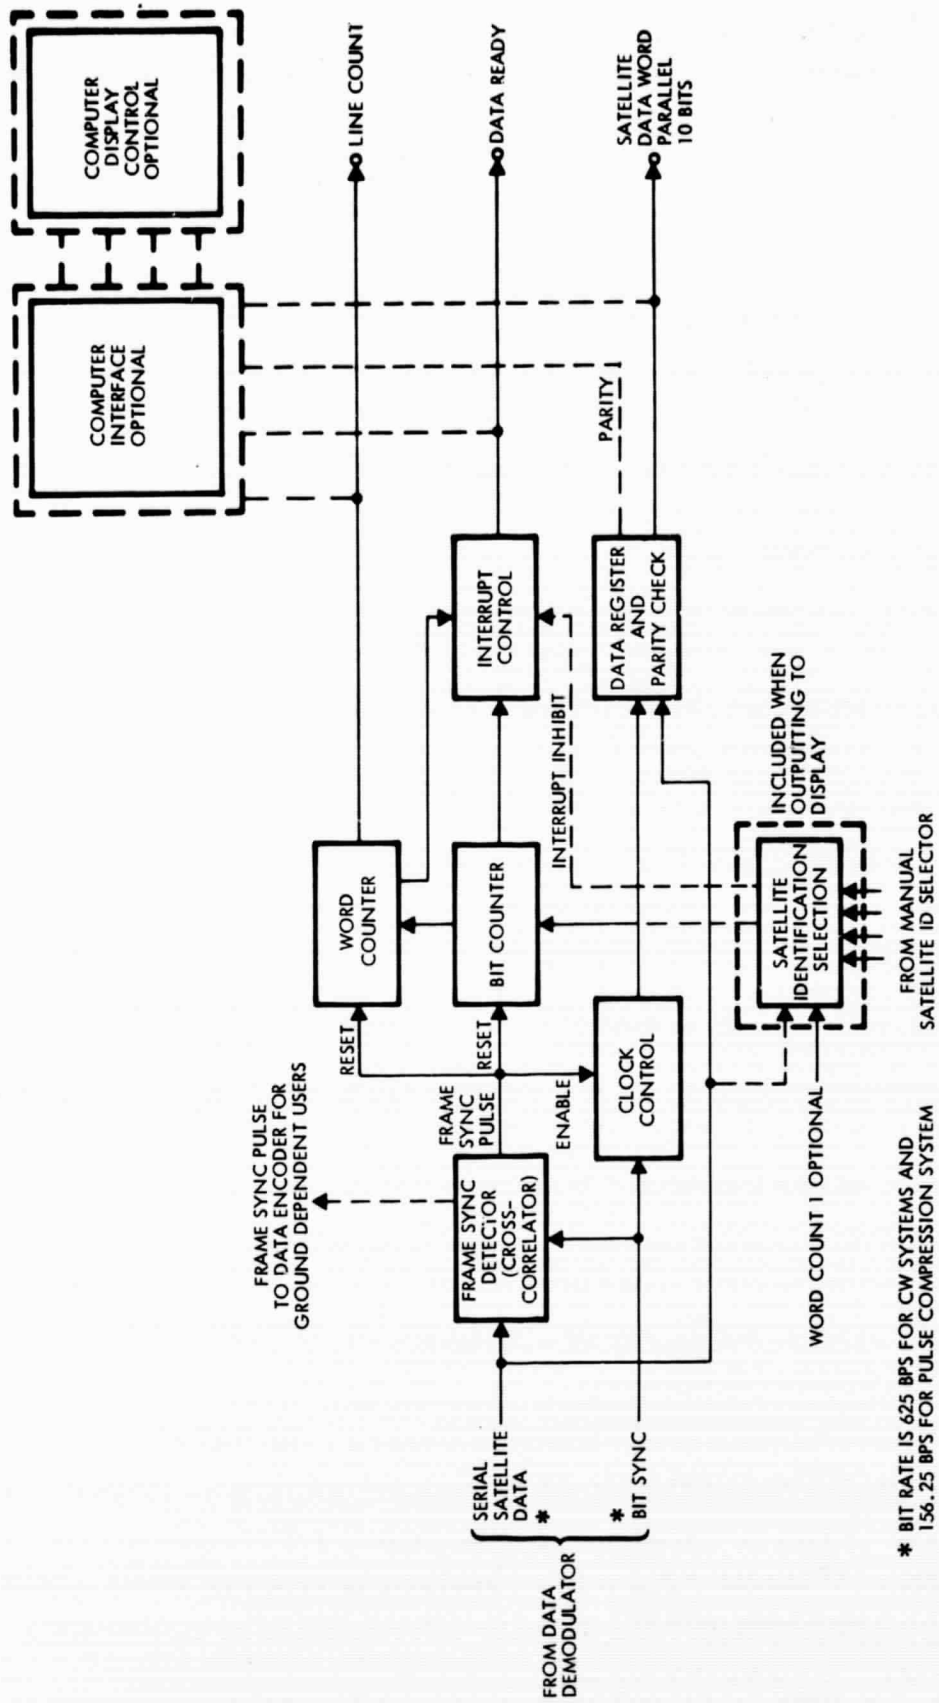 COMPUTER
DISPLAY
CONTROL
OPTIONAL
COMPUTER
INTERFACE
OPTIONAL
LINE COUNT
DATA READY
SATELLITE
DATA WORD
PARALLEL
10 BITS
PARITY
INTERRUPT
CONTROL
DATA REGISTER
AND
PARITY CHECK
INTERRUPT INHIBIT
WORD
COUNTER
BIT COUNTER
RESET
RESET
FRAME
SYNC
PULSE
ENABLE
CLOCK
CONTROL
FRAME SYNC PULSE
TO DATA ENCODER FOR
GROUND DEPENDENT USERS
FRAME SYNC
DETECTOR
(CROSS-
CORRELATOR)
SATELLITE
IDENTIFICATION
SELECTION
INCLUDED WHEN
OUTPUTTING TO
DISPLAY
FROM MANUAL
SATELLITE ID SELECTOR
WORD COUNT 1 OPTIONAL
SERIAL
SATELLITE
DATA
*
*
BIT SYNC
FROM DATA
DEMODULATOR
* BIT RATE IS 625 BPS FOR CW SYSTEMS AND
156.25 BPS FOR PULSE COMPRESSION SYSTEM